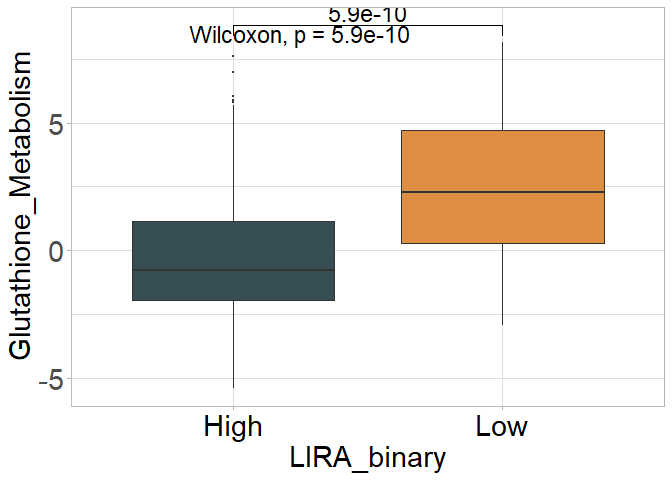 5.9e-10
Wilcoxon, p = 5.9e-10
Glutathione_Metabolism
5
0
-5
High
Low
LIRA_binary